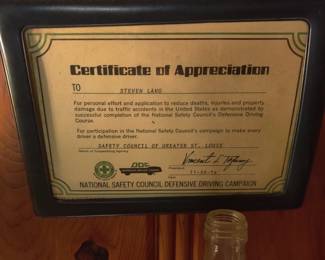 Certificate of Appreciation
TO STEVEN LANG
For personal effort and application to reduce deaths, injuries and property
damage due to traffic accidents in the United States as demonstrated by
successful completion of the National Safety Council's Defensive Driving
Course.
For participation in the National Safety Council's campaign to make every
driver a defensive driver.
SAFETY COUNCIL OF GREATER ST. LOUIS
DDC
President
NATIONAL SAFETY COUNCIL DEFENSIVE DRIVING CAMPAIGN